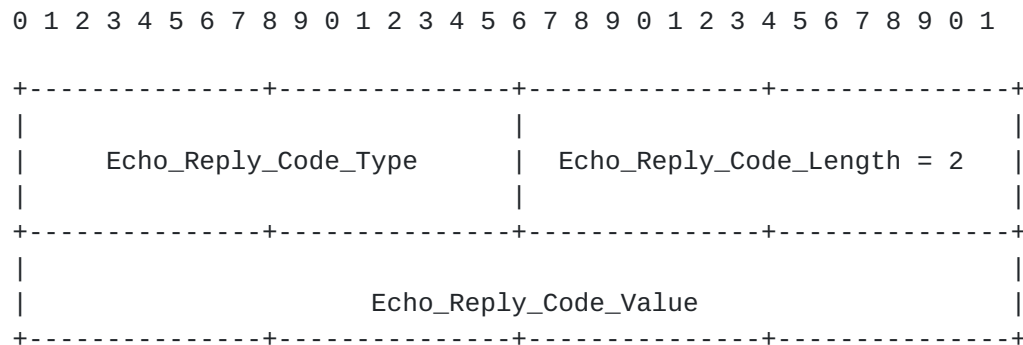 0 1 2 3 4 5 6 7 8 9 0 1 2 3 4 5 6 7 8 9 0 1 2 3 4 5 6 7 8 9 0 1
+---------------+---------------+---------------+---------------+
|                               |                               |
|     Echo_Reply_Code_Type      |  Echo_Reply_Code_Length = 2   |
|                               |                               |
+---------------+---------------+---------------+---------------+
|                                                               |
|                      Echo_Reply_Code_Value                    |
+---------------+---------------+---------------+---------------+